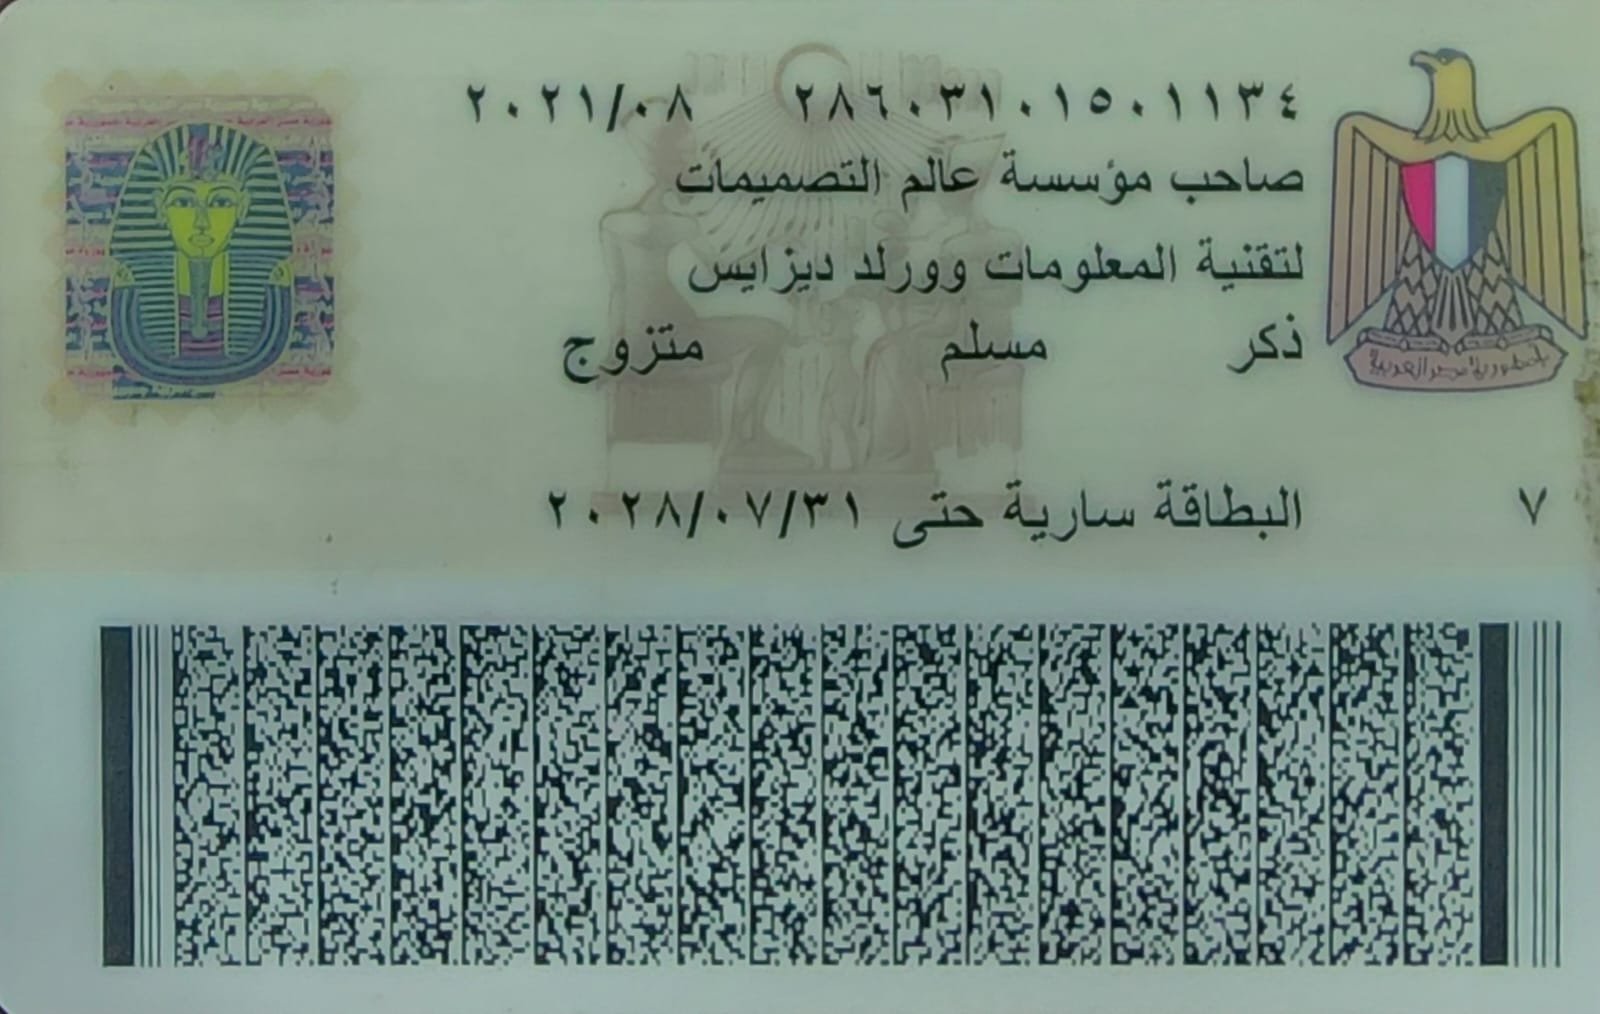 ٢٨٦٠٣١٠١٥٠١١٣٤ ٢٠٢١/٠٨
صاحب مؤسسة عالم التصميمات
لتقنية المعلومات وورلد ديزايس
ذكر مسلم متزوج
البطاقة سارية حتى ٢٠٢٨/٠٧/٣١
٧
جمهورية مصر العربية